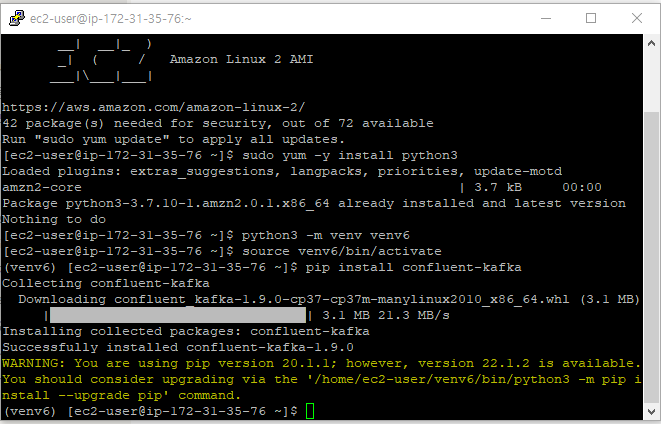 ec2-user@ip-172-31-35-76:~
__|  __|_  )
_|  (     /   Amazon Linux 2 AMI
___|\___|___|
https://aws.amazon.com/amazon-linux-2/
42 package(s) needed for security, out of 72 available
Run "sudo yum update" to apply all updates.
[ec2-user@ip-172-31-35-76 ~]$ sudo yum -y install python3
Loaded plugins: extras_suggestions, langpacks, priorities, update-motd
amzn2-core | 3.7 kB 00:00
Package python3-3.7.10-1.amzn2.0.1.x86_64 already installed and latest version
Nothing to do
[ec2-user@ip-172-31-35-76 ~]$ python3 -m venv venv6
[ec2-user@ip-172-31-35-76 ~]$ source venv6/bin/activate
(venv6) [ec2-user@ip-172-31-35-76 ~]$ pip install confluent-kafka
Collecting confluent-kafka
Downloading confluent_kafka-1.9.0-cp37-cp37m-manylinux2010_x86_64.whl (3.1 MB)
| | 3.1 MB 21.3 MB/s
Installing collected packages: confluent-kafka
Successfully installed confluent-kafka-1.9.0
WARNING: You are using pip version 20.1.1; however, version 22.1.2 is available.
You should consider upgrading via the '/home/ec2-user/venv6/bin/python3 -m pip i
nstall --upgrade pip' command.
(venv6) [ec2-user@ip-172-31-35-76 ~]$